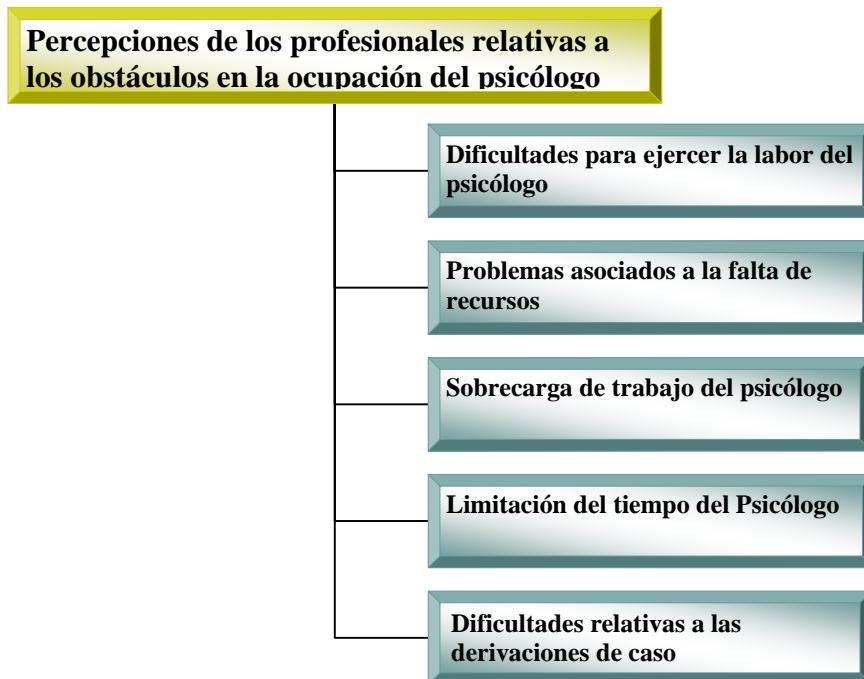 Percepciones de los profesionales relativas a
los obstáculos en la ocupación del psicólogo
Dificultades para ejercer la labor del
psicólogo
Problemas asociados a la falta de
recursos
Sobrecarga de trabajo del psicólogo
Limitación del tiempo del Psicólogo
Dificultades relativas a las
derivaciones de caso